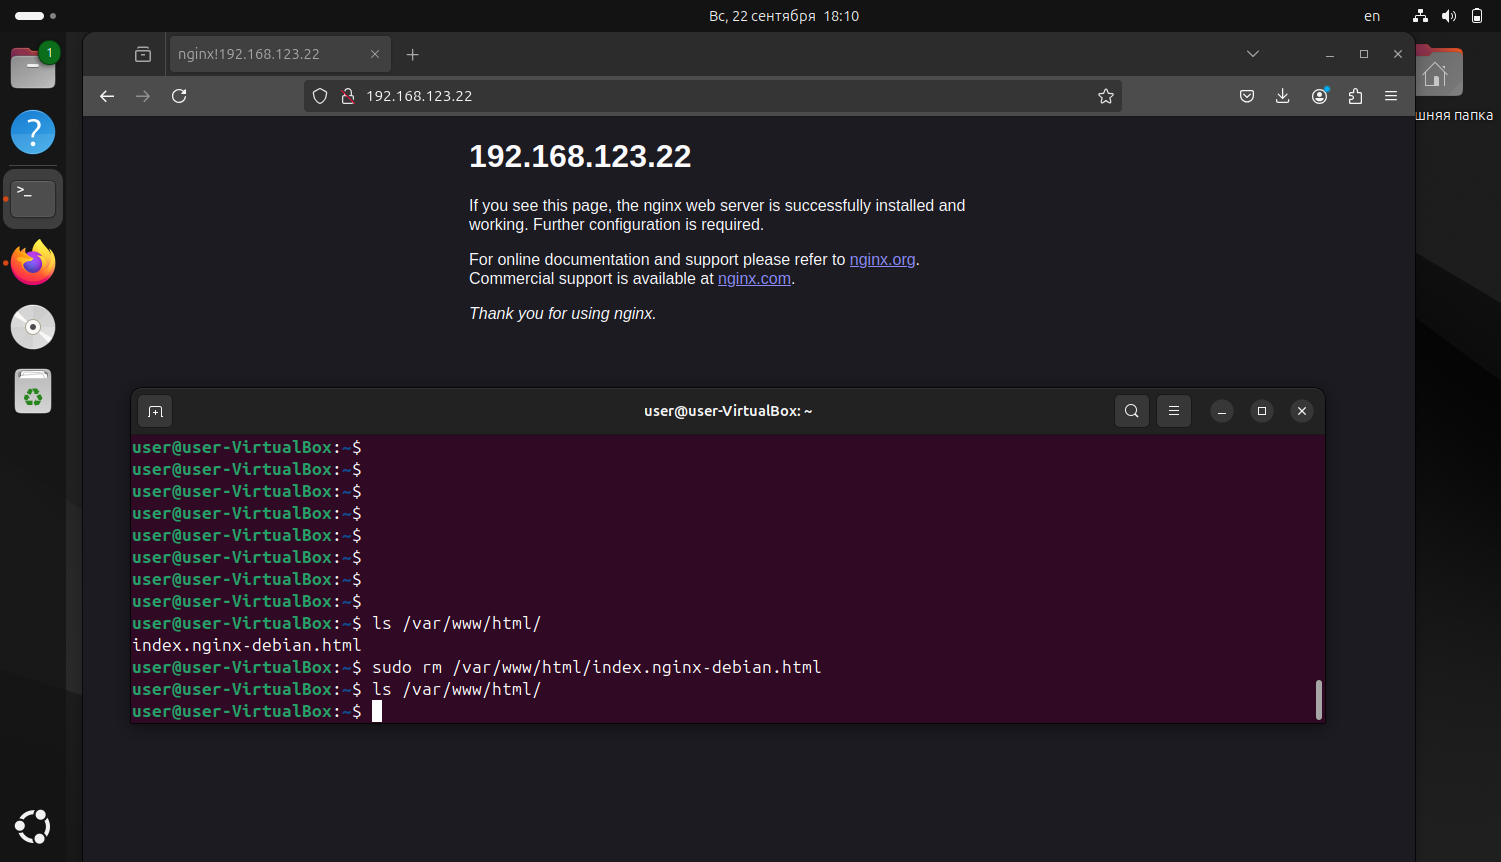 Вс, 22 сентября 18:10
en
1
nginx!192.168.123.22
192.168.123.22
шняя папка
192.168.123.22
If you see this page, the nginx web server is successfully installed and
working. Further configuration is required.
For online documentation and support please refer to nginx.org.
Commercial support is available at nginx.com.
Thank you for using nginx.
user@user-VirtualBox: ~
user@user-VirtualBox:~$
user@user-VirtualBox:~$
user@user-VirtualBox:~$
user@user-VirtualBox:~$
user@user-VirtualBox:~$
user@user-VirtualBox:~$
user@user-VirtualBox:~$
user@user-VirtualBox:~$
user@user-VirtualBox:~$ ls /var/www/html/
index.nginx-debian.html
user@user-VirtualBox:~$ sudo rm /var/www/html/index.nginx-debian.html
user@user-VirtualBox:~$ ls /var/www/html/
user@user-VirtualBox:~$